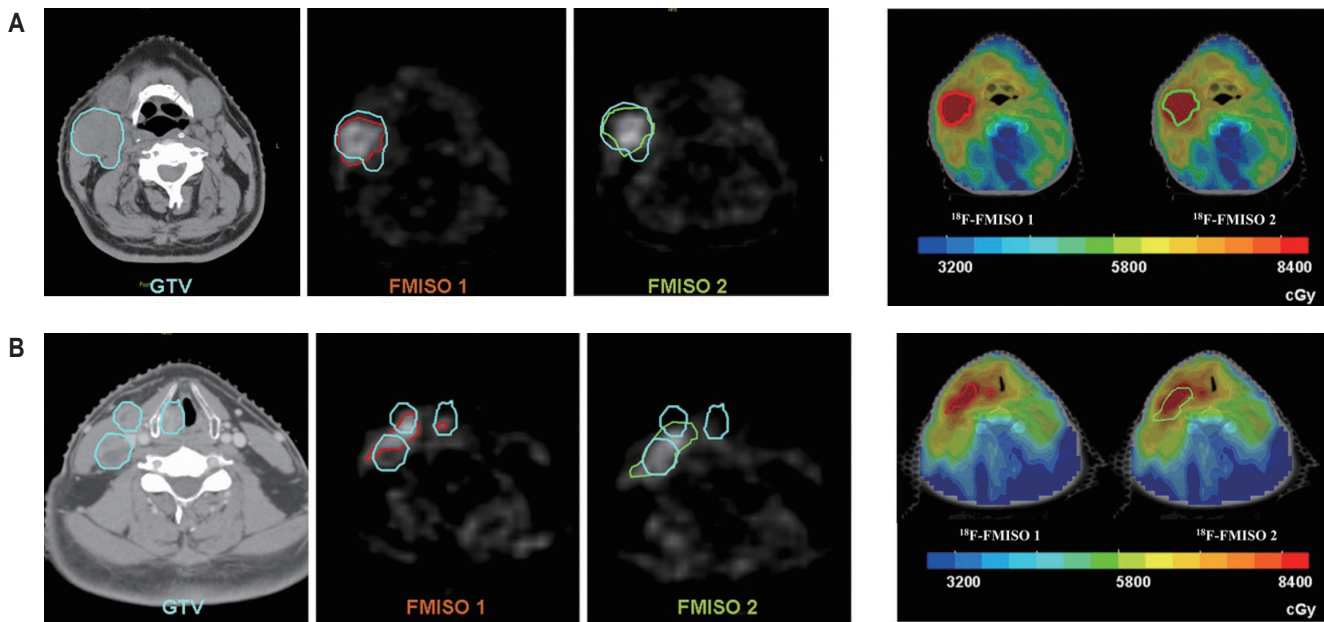 A
GTV
FMISO 1
FMISO 2
L
L
18F-FMISO 1
18F-FMISO 2
3200
5800
8400
cGy
B
GTV
FMISO 1
FMISO 2
18F-FMISO 1
18F-FMISO 2
3200
5800
8400
cGy